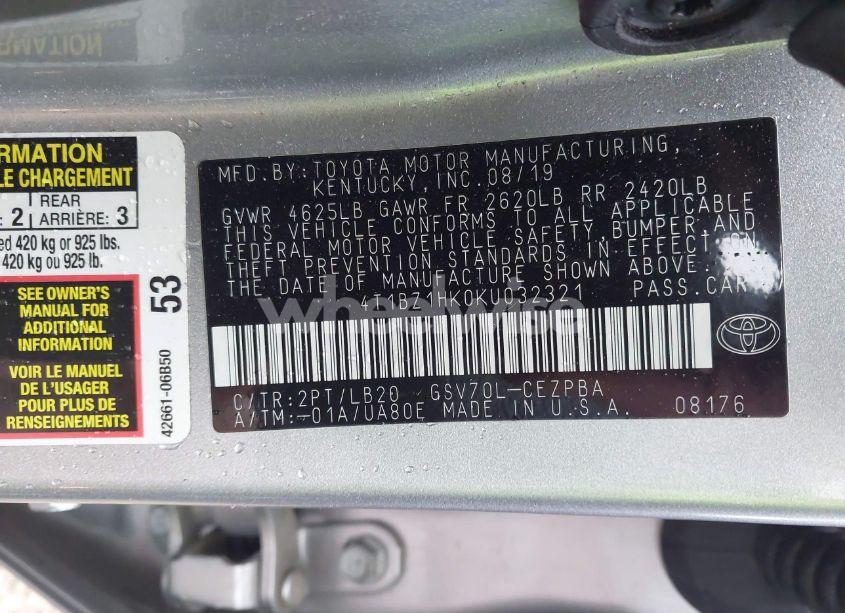 RMATION
LE CHARGEMENT
REAR
: 2 ARRIÈRE: 3
ed 420 kg or 925 lbs.
420 kg ou 925 lb.
SEE OWNER'S
MANUAL FOR
ADDITIONAL
INFORMATION
VOIR LE MANUEL
DE L'USAGER
POUR PLUS DE
RENSEIGNEMENTS
53
42661-06B50
MFD.BY:TOYOTA MOTOR MANUFACTURING,
KENTUCKY,INC.08/19
GVWR 4625LB GAWR FR 2620LB RR 2420LB
THIS VEHICLE CONFORMS TO ALL APPLICABLE
FEDERAL MOTOR VEHICLE SAFETY,BUMPER,AND
THEFT PREVENTION STANDARDS IN EFFECT ON
THE DATE OF MANUFACTURE SHOWN ABOVE.
4T1BZ1HK0KU032321 PASS.CAR
wheelwise
C/TR:2PT/LB20 GSV70L-CEZPBA
A/TM:-01A/UA80E MADE IN U.S.A. 08176